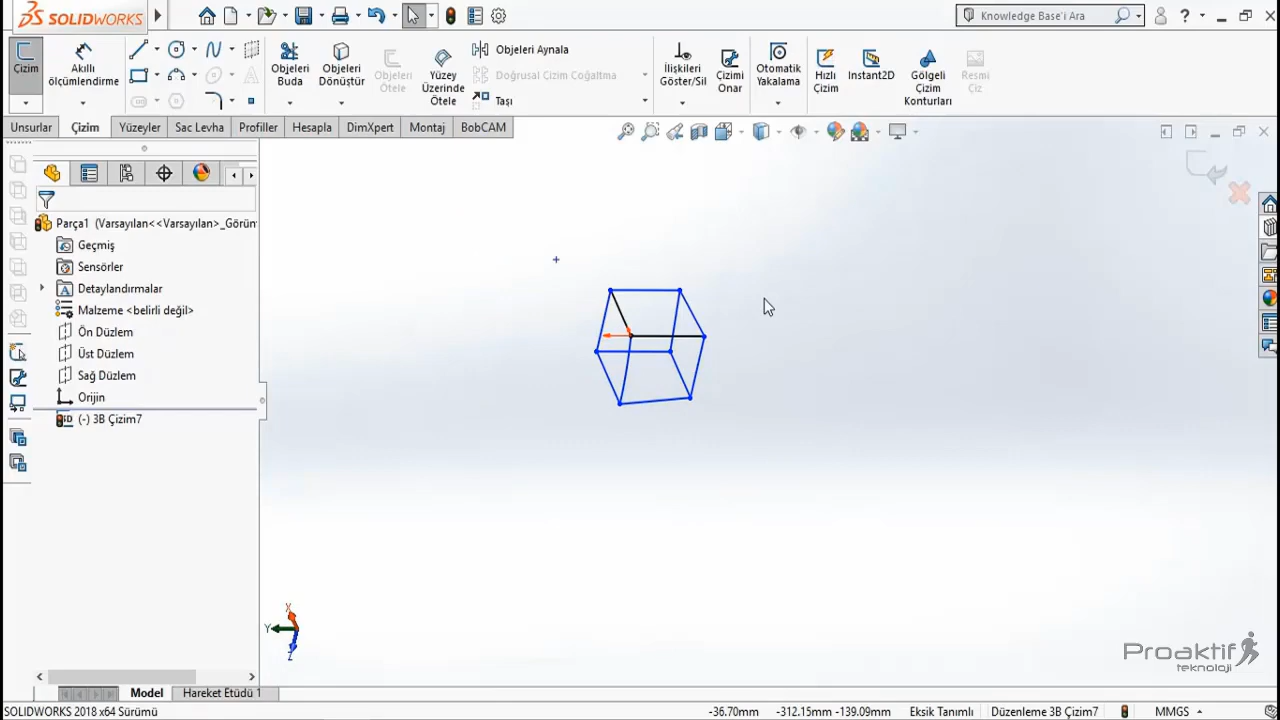 SOLIDWORKS
Knowledge Base'i Ara
Çizim
Akıllı
ölçümlendirme
Objeleri
Buda
Objeleri
Dönüştür
Objeleri
Ötele
Yüzey
Üzerinde
Ötele
Objeleri Aynala
Doğrusal Çizim Çoğaltma
Taşı
İlişkileri
Göster/Sil
Çizimi
Onar
Otomatik
Yakalama
Hızlı
Çizim
Instant2D
Gölgeli
Çizim
Konturları
Resmi
Çiz
Unsurlar
Çizim
Yüzeyler
Sac Levha
Profiller
Hesapla
DimXpert
Montaj
BobCAM
Parça1 (Varsayılan<<Varsayılan>_Görün
Geçmiş
Sensörler
Detaylandırmalar
Malzeme <belirli değil>
Ön Düzlem
Üst Düzlem
Sağ Düzlem
Orijin
3D (-) 3B Çizim7
X
Y
Z
Proaktif
teknoloji
Model
Hareket Etüdü 1
SOLIDWORKS 2018 x64 Sürümü
-36.70mm
-312.15mm -139.09mm
Eksik Tanımlı
Düzenleme 3B Çizim7
MMGS